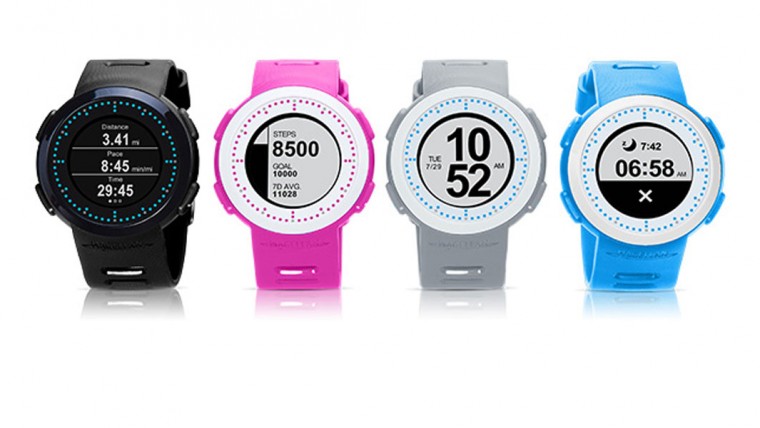 Distance
3.41 mi
Pace
8:45 min/mi
Time
29:45
STEPS
8500
GOAL
10000
7D AVG.
11028
TUE
7/29
10
52
AM
7:42
06:58 AM